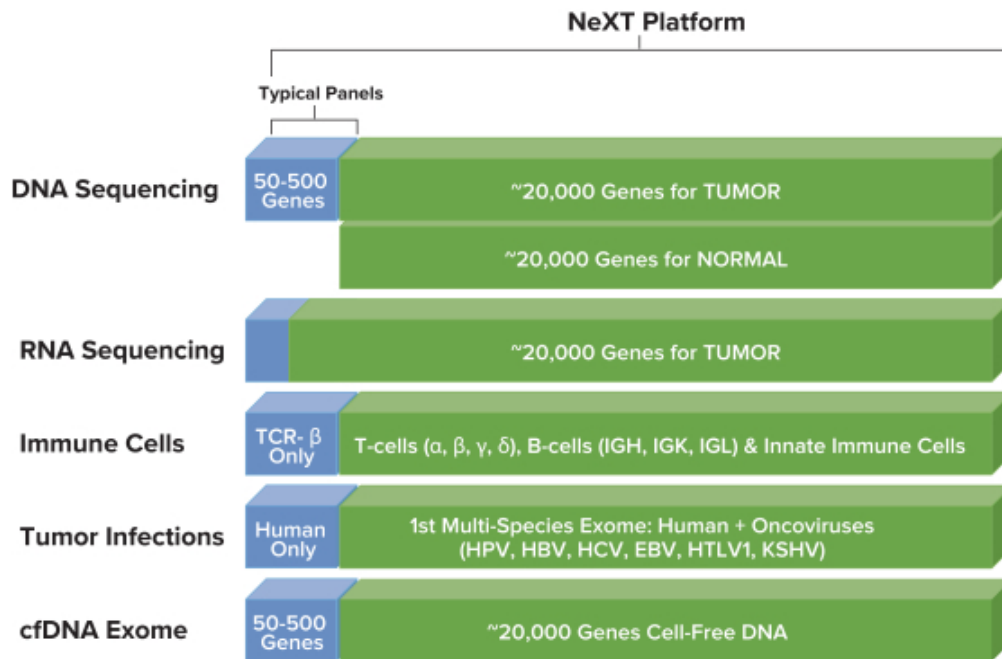 NeXT Platform
Typical Panels
DNA Sequencing
50-500
Genes
~20,000 Genes for TUMOR
~20,000 Genes for NORMAL
RNA Sequencing
~20,000 Genes for TUMOR
Immune Cells
TCR- β
Only
T-cells (α, β, γ, δ), B-cells (IGH, IGK, IGL) & Innate Immune Cells
Tumor Infections
Human
Only
1st Multi-Species Exome: Human + Oncoviruses
(HPV, HBV, HCV, EBV, HTLV1, KSHV)
cfDNA Exome
50-500
Genes
~20,000 Genes Cell-Free DNA